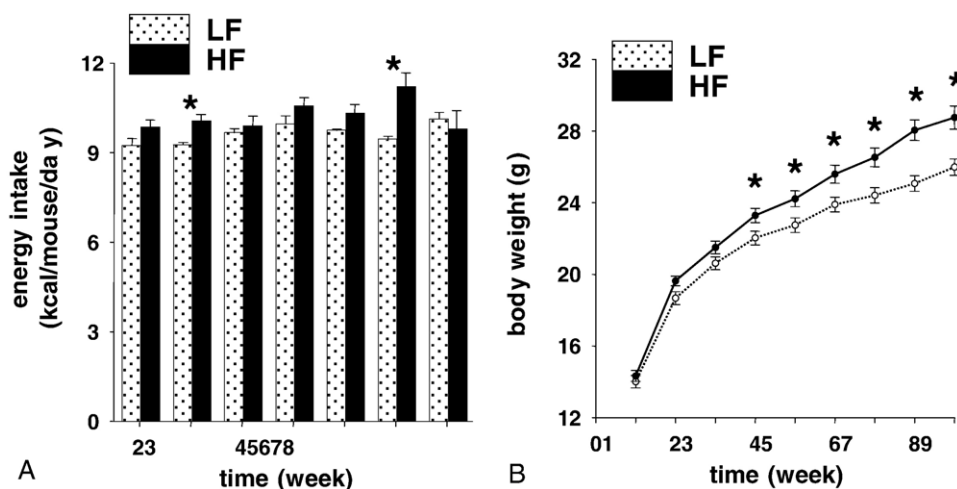 LF
HF
12
9
6
3
0
energy intake
(kcal/mouse/da y)
*
*
23 45678
time (week)
A
LF
HF
32
28
24
20
16
12
body weight (g)
* * * * * *
01 23 45 67 89
time (week)
B